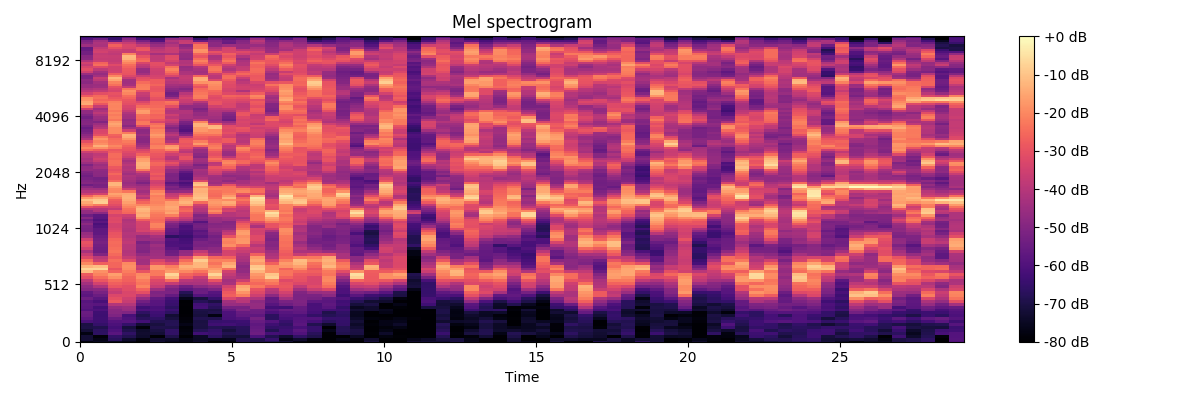 Mel spectrogram
8192
4096
2048
1024
512
0
Hz
0 5 10 15 20 25
Time
+0 dB
-10 dB
-20 dB
-30 dB
-40 dB
-50 dB
-60 dB
-70 dB
-80 dB